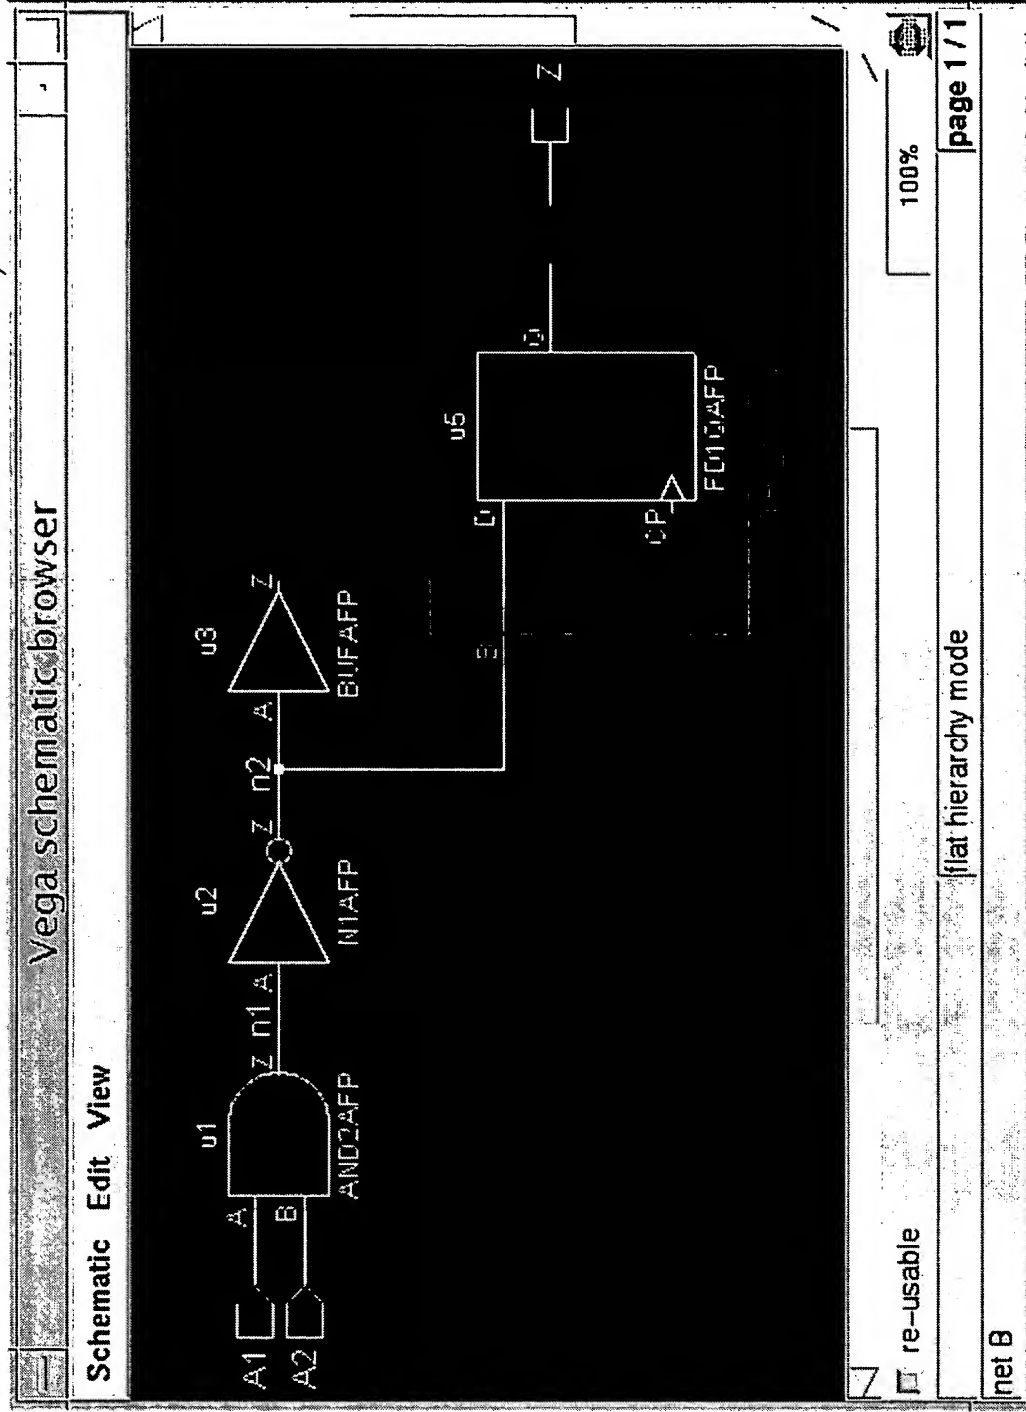 Vega schematic browser
Schematic Edit View
u1 u2 u3
A1 A Z n1 A Z n2 A Z
A2 B
AND2AFP N1AFP BUFAFP
u5
B D Q Z
CP
FD1QAFP
re-usable 100%
flat hierarchy mode page 1 / 1
net B